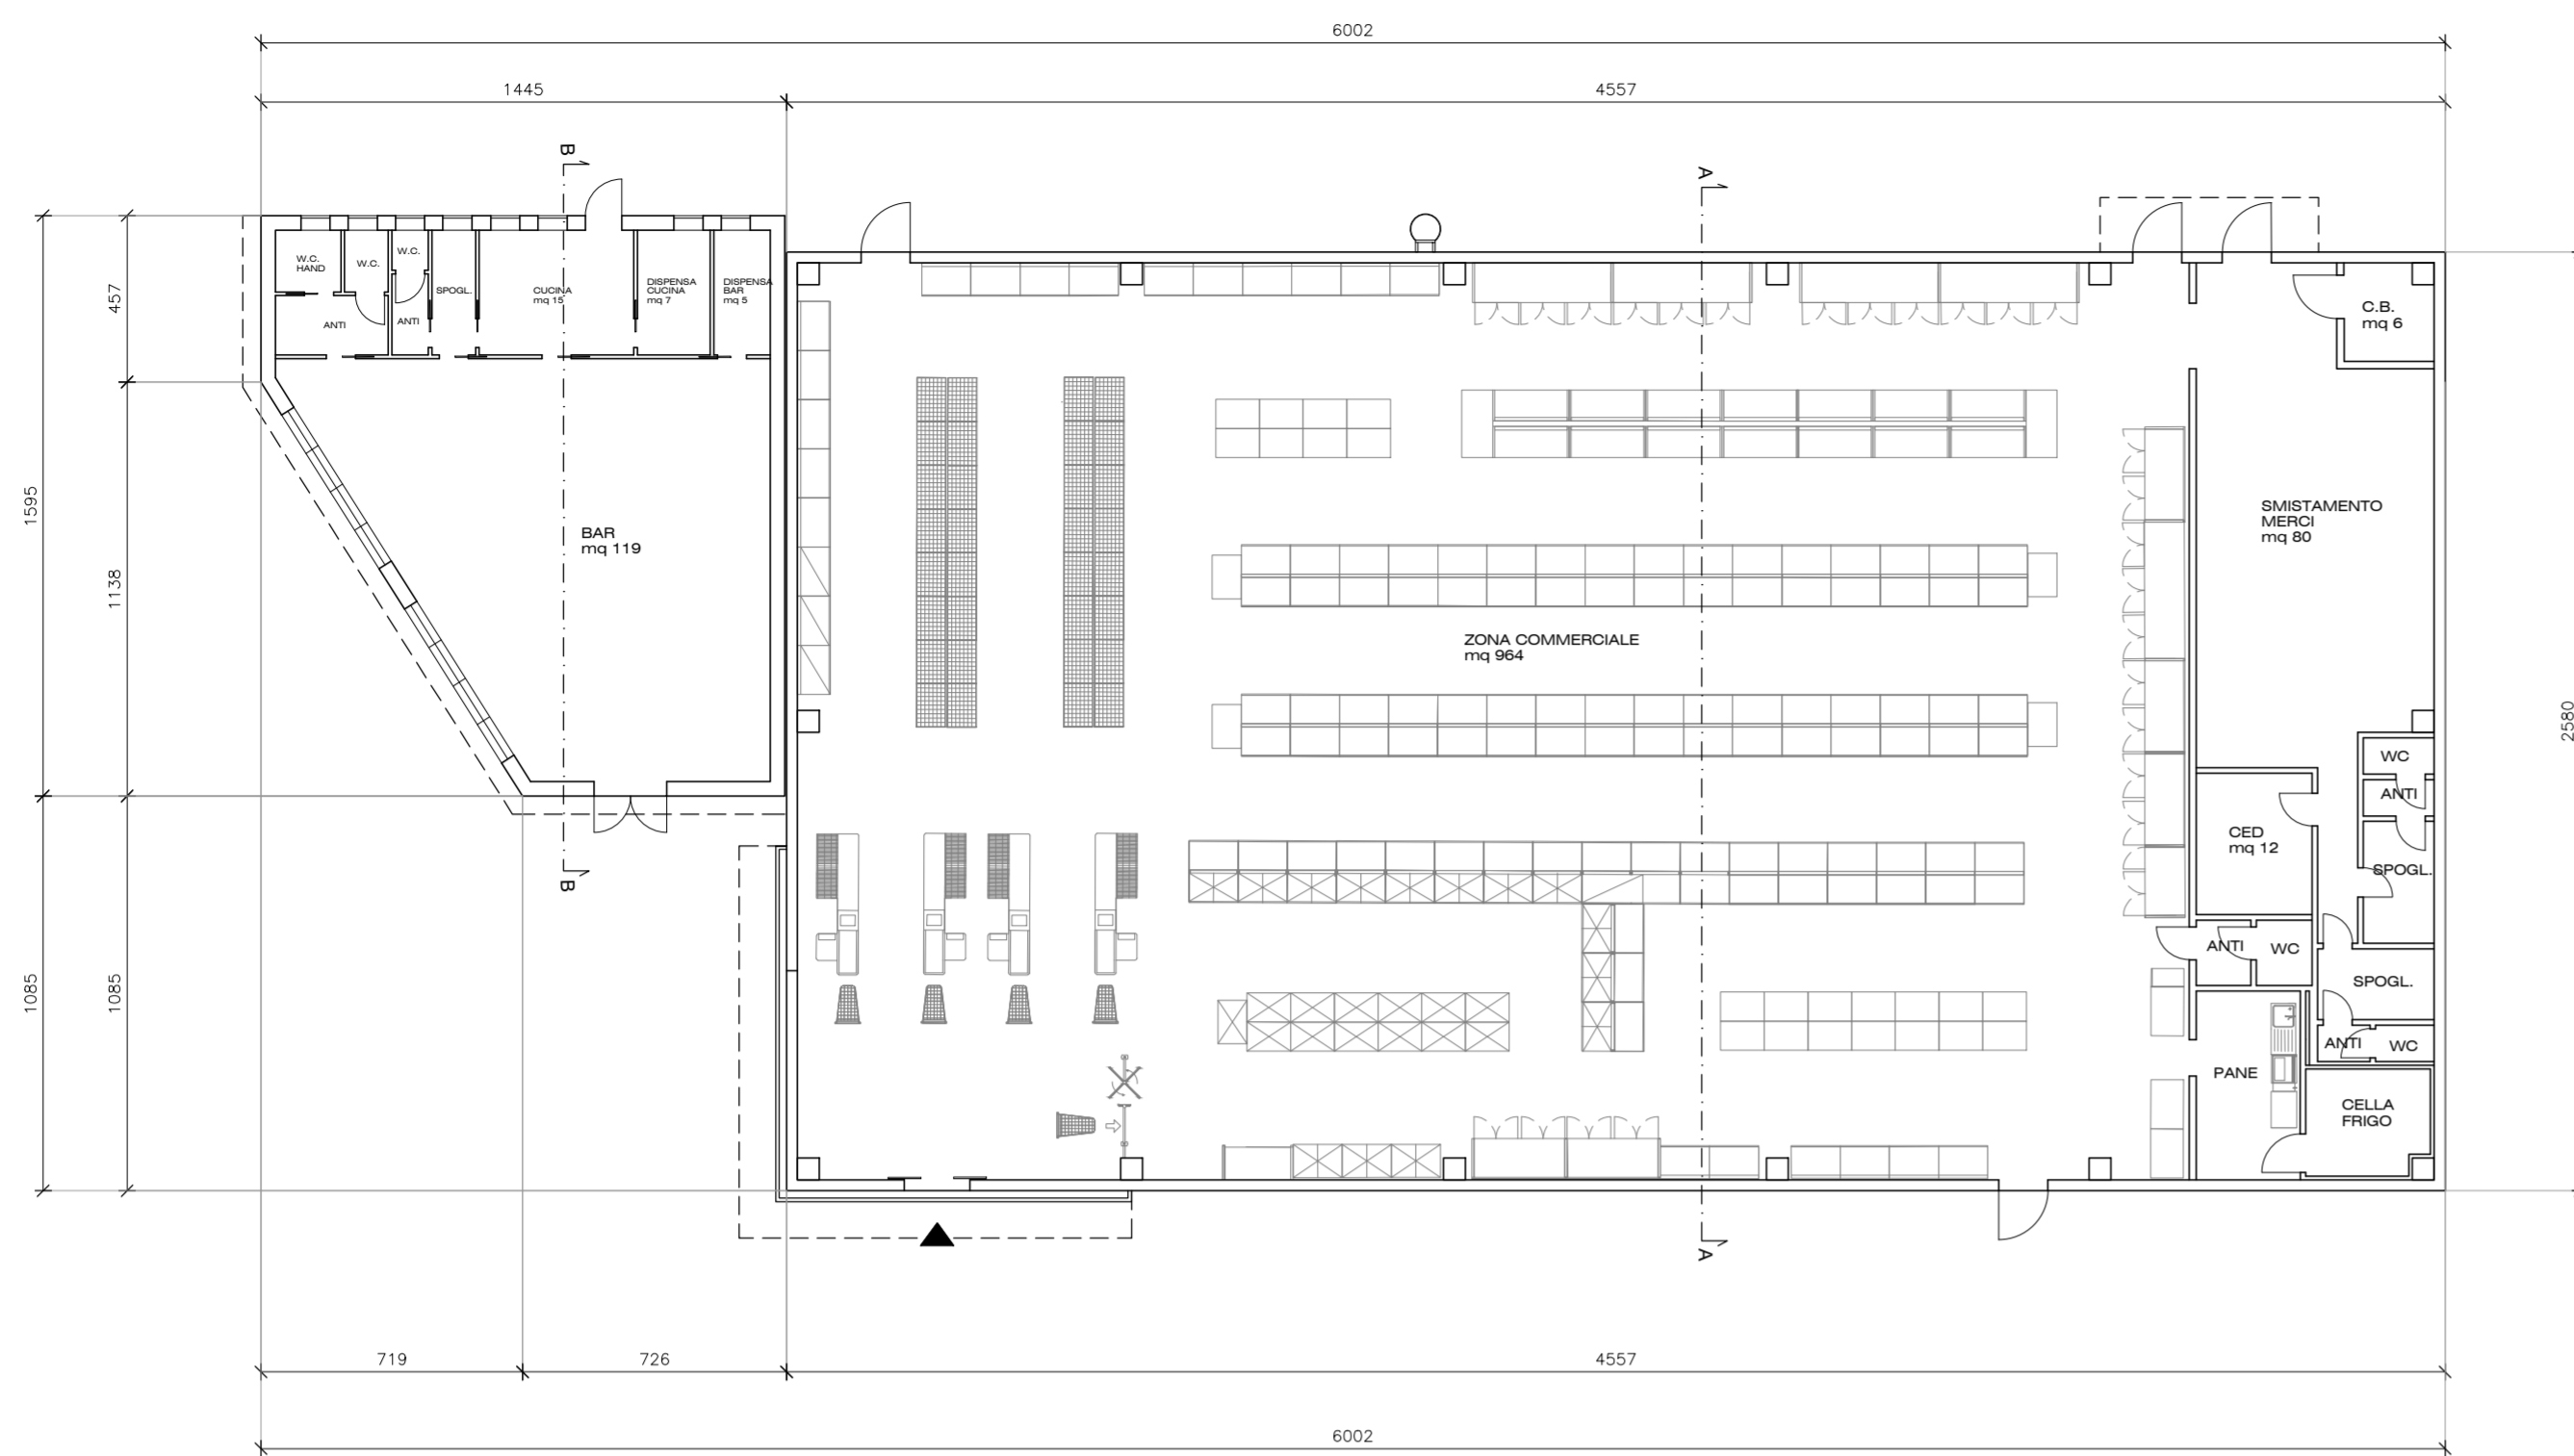 6002
1445
4557
B
A
W.C.
HAND
W.C.
W.C.
SPOGL.
CUCINA
mq 15
DISPENSA
CUCINA
mq 7
DISPENSA
BAR
mq 5
ANTI
ANTI
C.B.
mq 6
457
1595
1138
BAR
mq 119
SMISTAMENTO
MERCI
mq 80
ZONA COMMERCIALE
mq 964
2580
WC
ANTI
CED
mq 12
SPOGL.
B
ANTI
WC
SPOGL.
1085
1085
ANTI
WC
PANE
CELLA
FRIGO
A
719
726
4557
6002